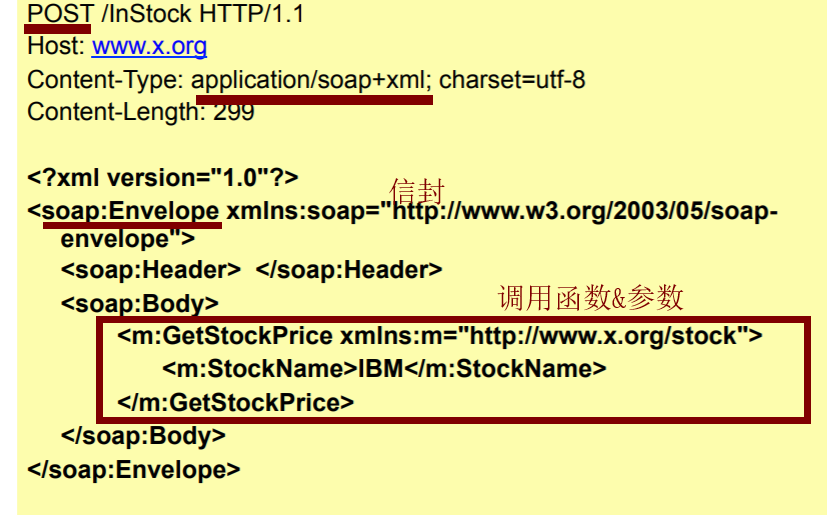 POST /InStock HTTP/1.1
Host: www.x.org
Content-Type: application/soap+xml; charset=utf-8
Content-Length: 299
<?xml version="1.0"?>
信封
<soap:Envelope xmlns:soap="http://www.w3.org/2003/05/soap-
envelope">
<soap:Header> </soap:Header>
<soap:Body>
调用函数&参数
<m:GetStockPrice xmlns:m="http://www.x.org/stock">
<m:StockName>IBM</m:StockName>
</m:GetStockPrice>
</soap:Body>
</soap:Envelope>